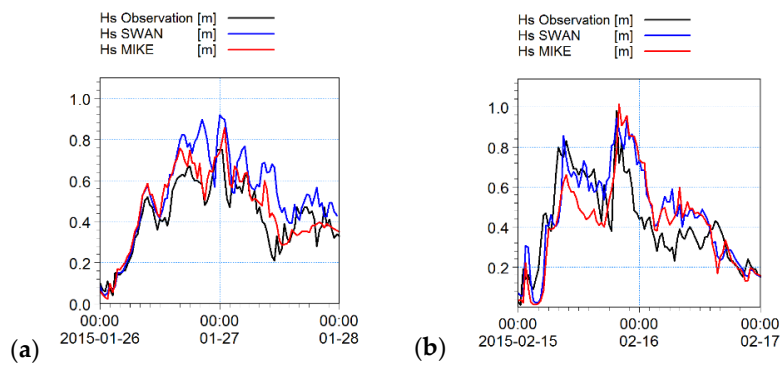 Hs Observation [m]
Hs SWAN [m]
Hs MIKE [m]
1.0
0.8
0.6
0.4
0.2
0.0
00:00 00:00 00:00
2015-01-26 01-27 01-28
(a)
Hs Observation [m]
Hs SWAN [m]
Hs MIKE [m]
1.0
0.8
0.6
0.4
0.2
00:00 00:00 00:00
2015-02-15 02-16 02-17
(b)